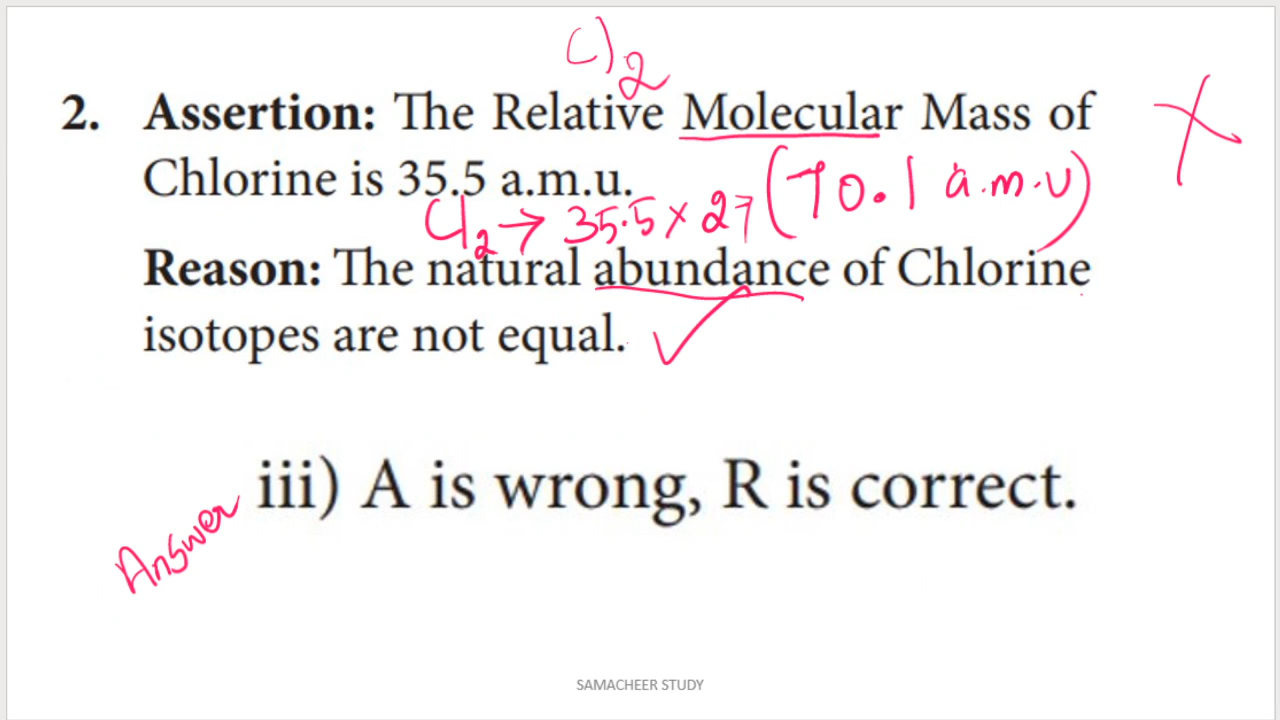 Cl2
2. Assertion: The Relative Molecular Mass of
Chlorine is 35.5 a.m.u.
Cl2 → 35.5 × 2 7 (70.1 a.m.u)
Reason: The natural abundance of Chlorine
isotopes are not equal.
iii) A is wrong, R is correct.
Answer
SAMACHEER STUDY